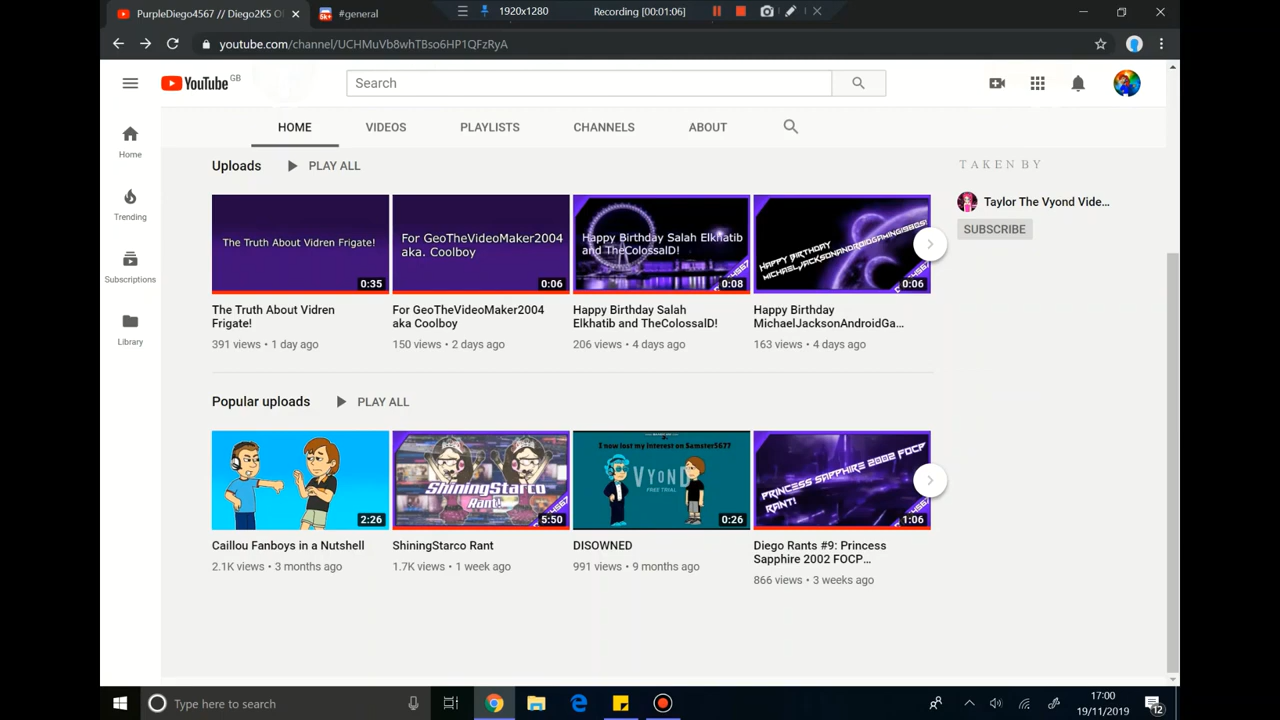 PurpleDiego4567 // Diego2K5 Of
#general
1920x1280
Recording [00:01:06]
youtube.com/channel/UCHMuVb8whTBso6HP1QFzRyA
YouTube GB
Search
HOME
VIDEOS
PLAYLISTS
CHANNELS
ABOUT
Home
Trending
Subscriptions
Library
Uploads
PLAY ALL
TAKEN BY
Taylor The Vyond Vide...
SUBSCRIBE
The Truth About Vidren Frigate!
0:35
For GeoTheVideoMaker2004
aka. Coolboy
0:06
Happy Birthday Salah Elkhatib
and TheColossalD!
0:08
HAPPY BIRTHDAY
MICHAELJACKSONANDROIDGAMING1985!
0:06
The Truth About Vidren
Frigate!
391 views • 1 day ago
For GeoTheVideoMaker2004
aka Coolboy
150 views • 2 days ago
Happy Birthday Salah
Elkhatib and TheColossalD!
206 views • 4 days ago
Happy Birthday
MichaelJacksonAndroidGa...
163 views • 4 days ago
Popular uploads
PLAY ALL
2:26
ShiningStarco
Rant!
5:50
I now lost my interest on Samster5677
VYOND
FREE TRIAL
0:26
PRINCESS SAPPHIRE 2002 FOCP
RANT!
1:06
Caillou Fanboys in a Nutshell
2.1K views • 3 months ago
ShiningStarco Rant
1.7K views • 1 week ago
DISOWNED
991 views • 9 months ago
Diego Rants #9: Princess
Sapphire 2002 FOCP...
866 views • 3 weeks ago
Type here to search
17:00
19/11/2019
12